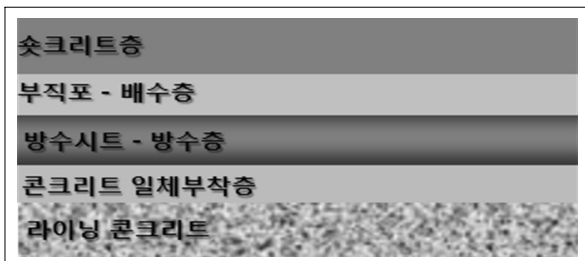 숏크리트층
부직포 - 배수층
방수시트 - 방수층
콘크리트 일체부착층
라이닝 콘크리트